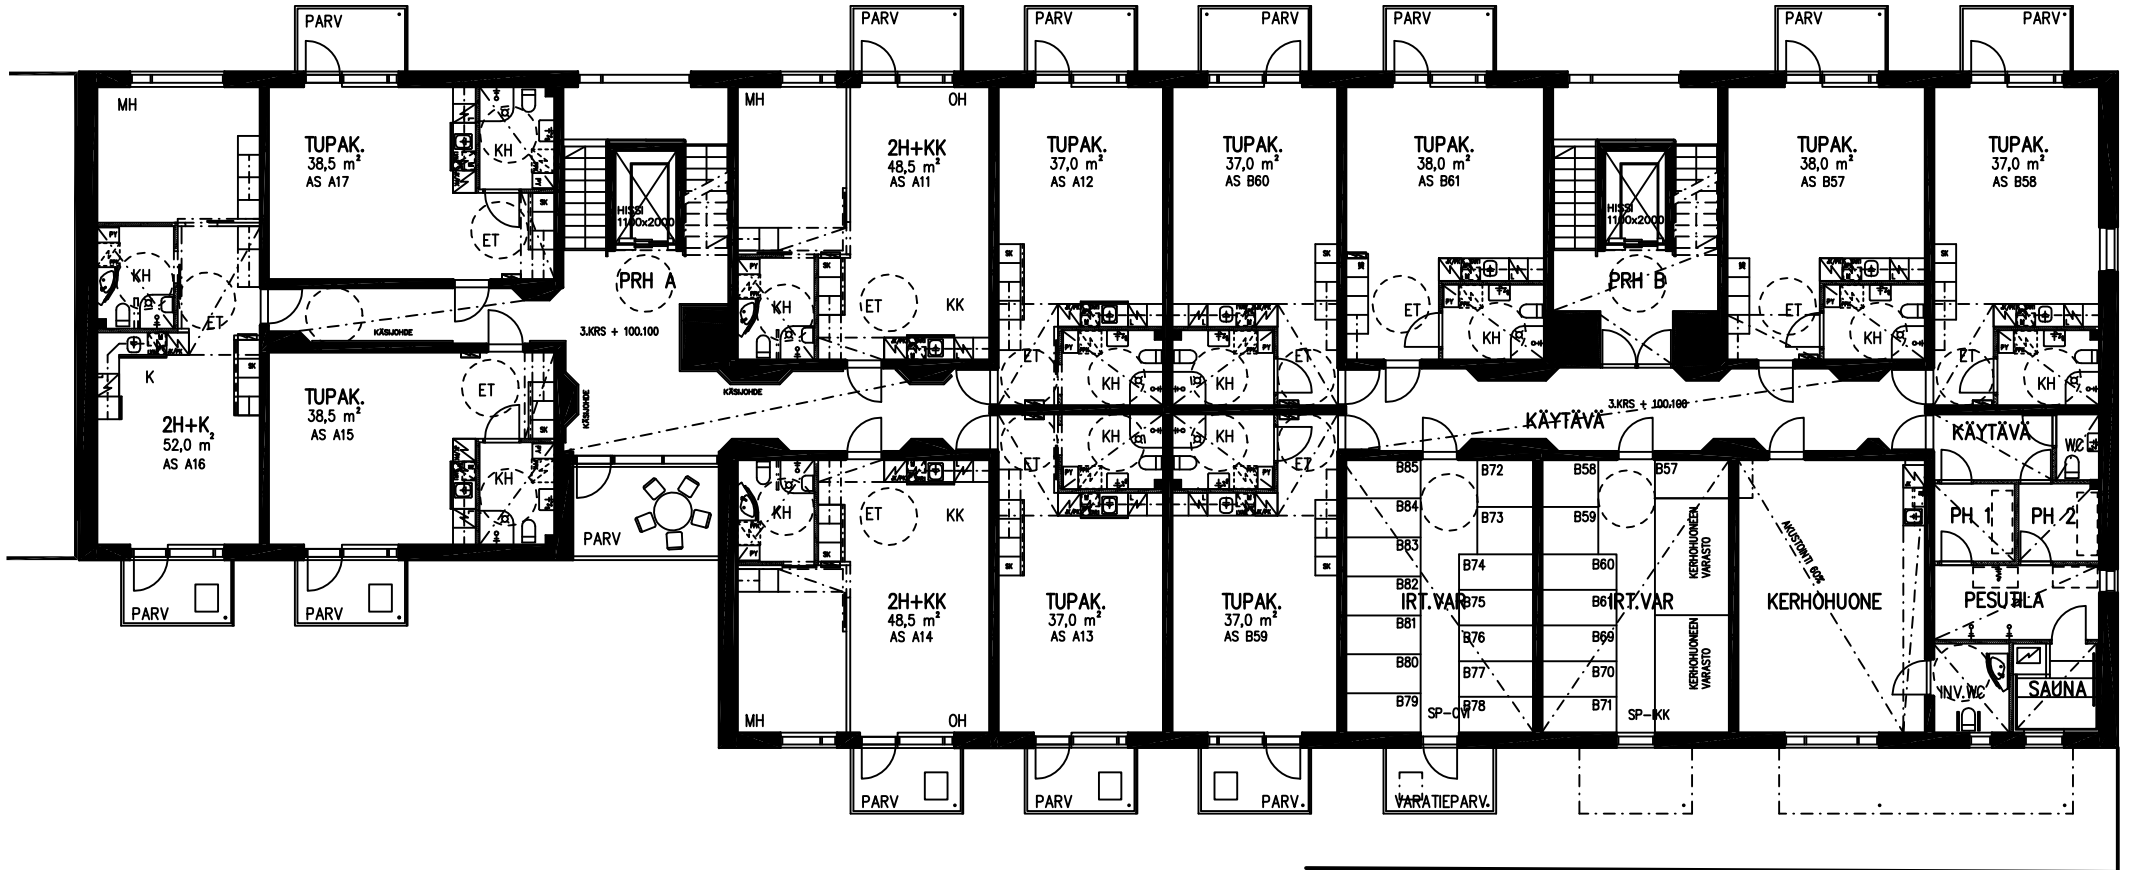 PARV
PARV
PARV
PARV
PARV
PARV
PARV
MH
MH
OH
TUPAK.
38,5 m²
AS A17
KH
ET
2H+KK
48,5 m²
AS A11
TUPAK.
37,0 m²
AS A12
TUPAK.
37,0 m²
AS B60
TUPAK.
38,0 m²
AS B61
TUPAK.
38,0 m²
AS B57
TUPAK.
37,0 m²
AS B58
HISSI
1100x2000
HISSI
1100x2000
PRH A
PRH B
KH
ET
KH
ET
KK
ET
KH
ET
KH
KÄSIJOHDE
3.KRS + 100.100
K
2H+K
52,0 m²
AS A16
TUPAK.
38,5 m²
AS A15
ET
KH
KÄSIJOHDE
KÄSIJOHDE
ET
KH
KH
ET
ET
KH
3.KRS + 100.100
KÄYTÄVÄ
KÄYTÄVÄ
WC
ET
KH
KH
ET
PARV
KH
ET
KK
B85
B84
B83
B82
B81
B80
B79
B72
B73
B74
B75
B76
B77
B78
IRT.VAR
SP-OVI
B58
B59
B60
B61
B69
B70
B71
B57
KERHOHUONEEN
VARASTO
KERHOHUONEEN
VARASTO
IRT.VAR
SP-IKK
AKUSTOINTI 60%
KERHOHUONE
PH 1
PH 2
PESUTILA
INV.WC
SAUNA
2H+KK
48,5 m²
AS A14
TUPAK.
37,0 m²
AS A13
TUPAK.
37,0 m²
AS B59
MH
OH
PARV
PARV
PARV
PARV
PARV
VARATIEPARV.